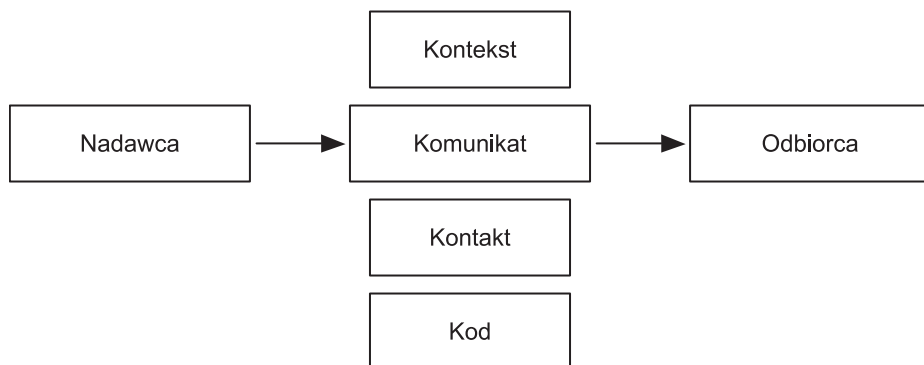 Kontekst
Nadawca
Komunikat
Odbiorca
Kontakt
Kod